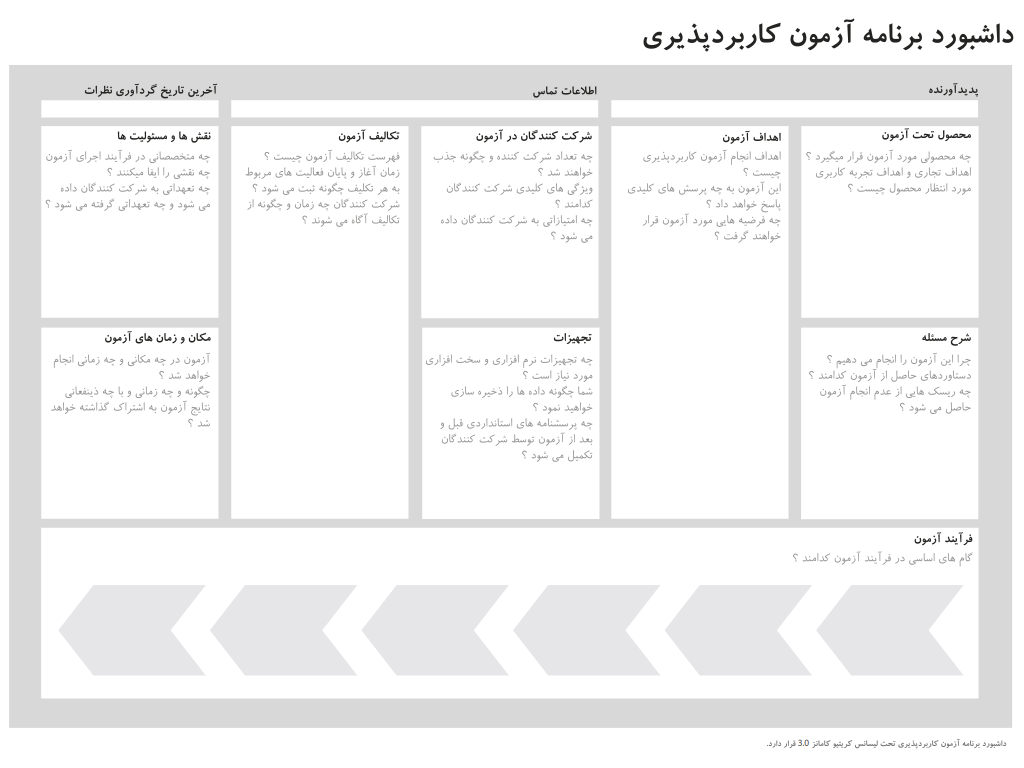 داشبورد برنامه آزمون کاربردپذیری
پدیدآورنده
اطلاعات تماس
آخرین تاریخ گردآوری نظرات
محصول تحت آزمون
چه محصولی مورد آزمون قرار میگیرد ؟
اهداف تجاری و اهداف تجربه کاربری
مورد انتظار محصول چیست ؟
شرح مسئله
چرا این آزمون را انجام می دهیم ؟
دستاوردهای حاصل از آزمون کدامند ؟
چه ریسک هایی از عدم انجام آزمون
حاصل می شود ؟
اهداف آزمون
اهداف انجام آزمون کاربردپذیری
چیست ؟
این آزمون به چه پرسش های کلیدی
پاسخ خواهد داد ؟
چه فرضیه هایی مورد آزمون قرار
خواهند گرفت ؟
شرکت کنندگان در آزمون
چه تعداد شرکت کننده و چگونه جذب
خواهند شد ؟
ویژگی های کلیدی شرکت کنندگان
کدامند ؟
چه امتیازاتی به شرکت کنندگان داده
می شود ؟
تجهیزات
چه تجهیزات نرم افزاری و سخت افزاری
مورد نیاز است ؟
شما چگونه داده ها را ذخیره سازی
خواهید نمود ؟
چه پرسشنامه های استانداردی قبل و
بعد از آزمون توسط شرکت کنندگان
تکمیل می شود ؟
تکالیف آزمون
فهرست تکالیف آزمون چیست ؟
زمان آغاز و پایان فعالیت های مربوط
به هر تکلیف چگونه ثبت می شود ؟
شرکت کنندگان چه زمان و چگونه از
تکالیف آگاه می شوند ؟
نقش ها و مسئولیت ها
چه متخصصانی در فرآیند اجرای آزمون
چه نقشی را ایفا میکنند ؟
چه تعهداتی به شرکت کنندگان داده
می شود و چه تعهداتی گرفته می شود ؟
مکان و زمان های آزمون
آزمون در چه مکانی و چه زمانی انجام
خواهد شد ؟
چگونه و چه زمانی و با چه ذینفعانی
نتایج آزمون به اشتراک گذاشته خواهد
شد ؟
فرآیند آزمون
گام های اساسی در فرآیند آزمون کدامند ؟
داشبورد برنامه آزمون کاربردپذیری تحت لیسانس کریتیو کامانز 3.0 قرار دارد.